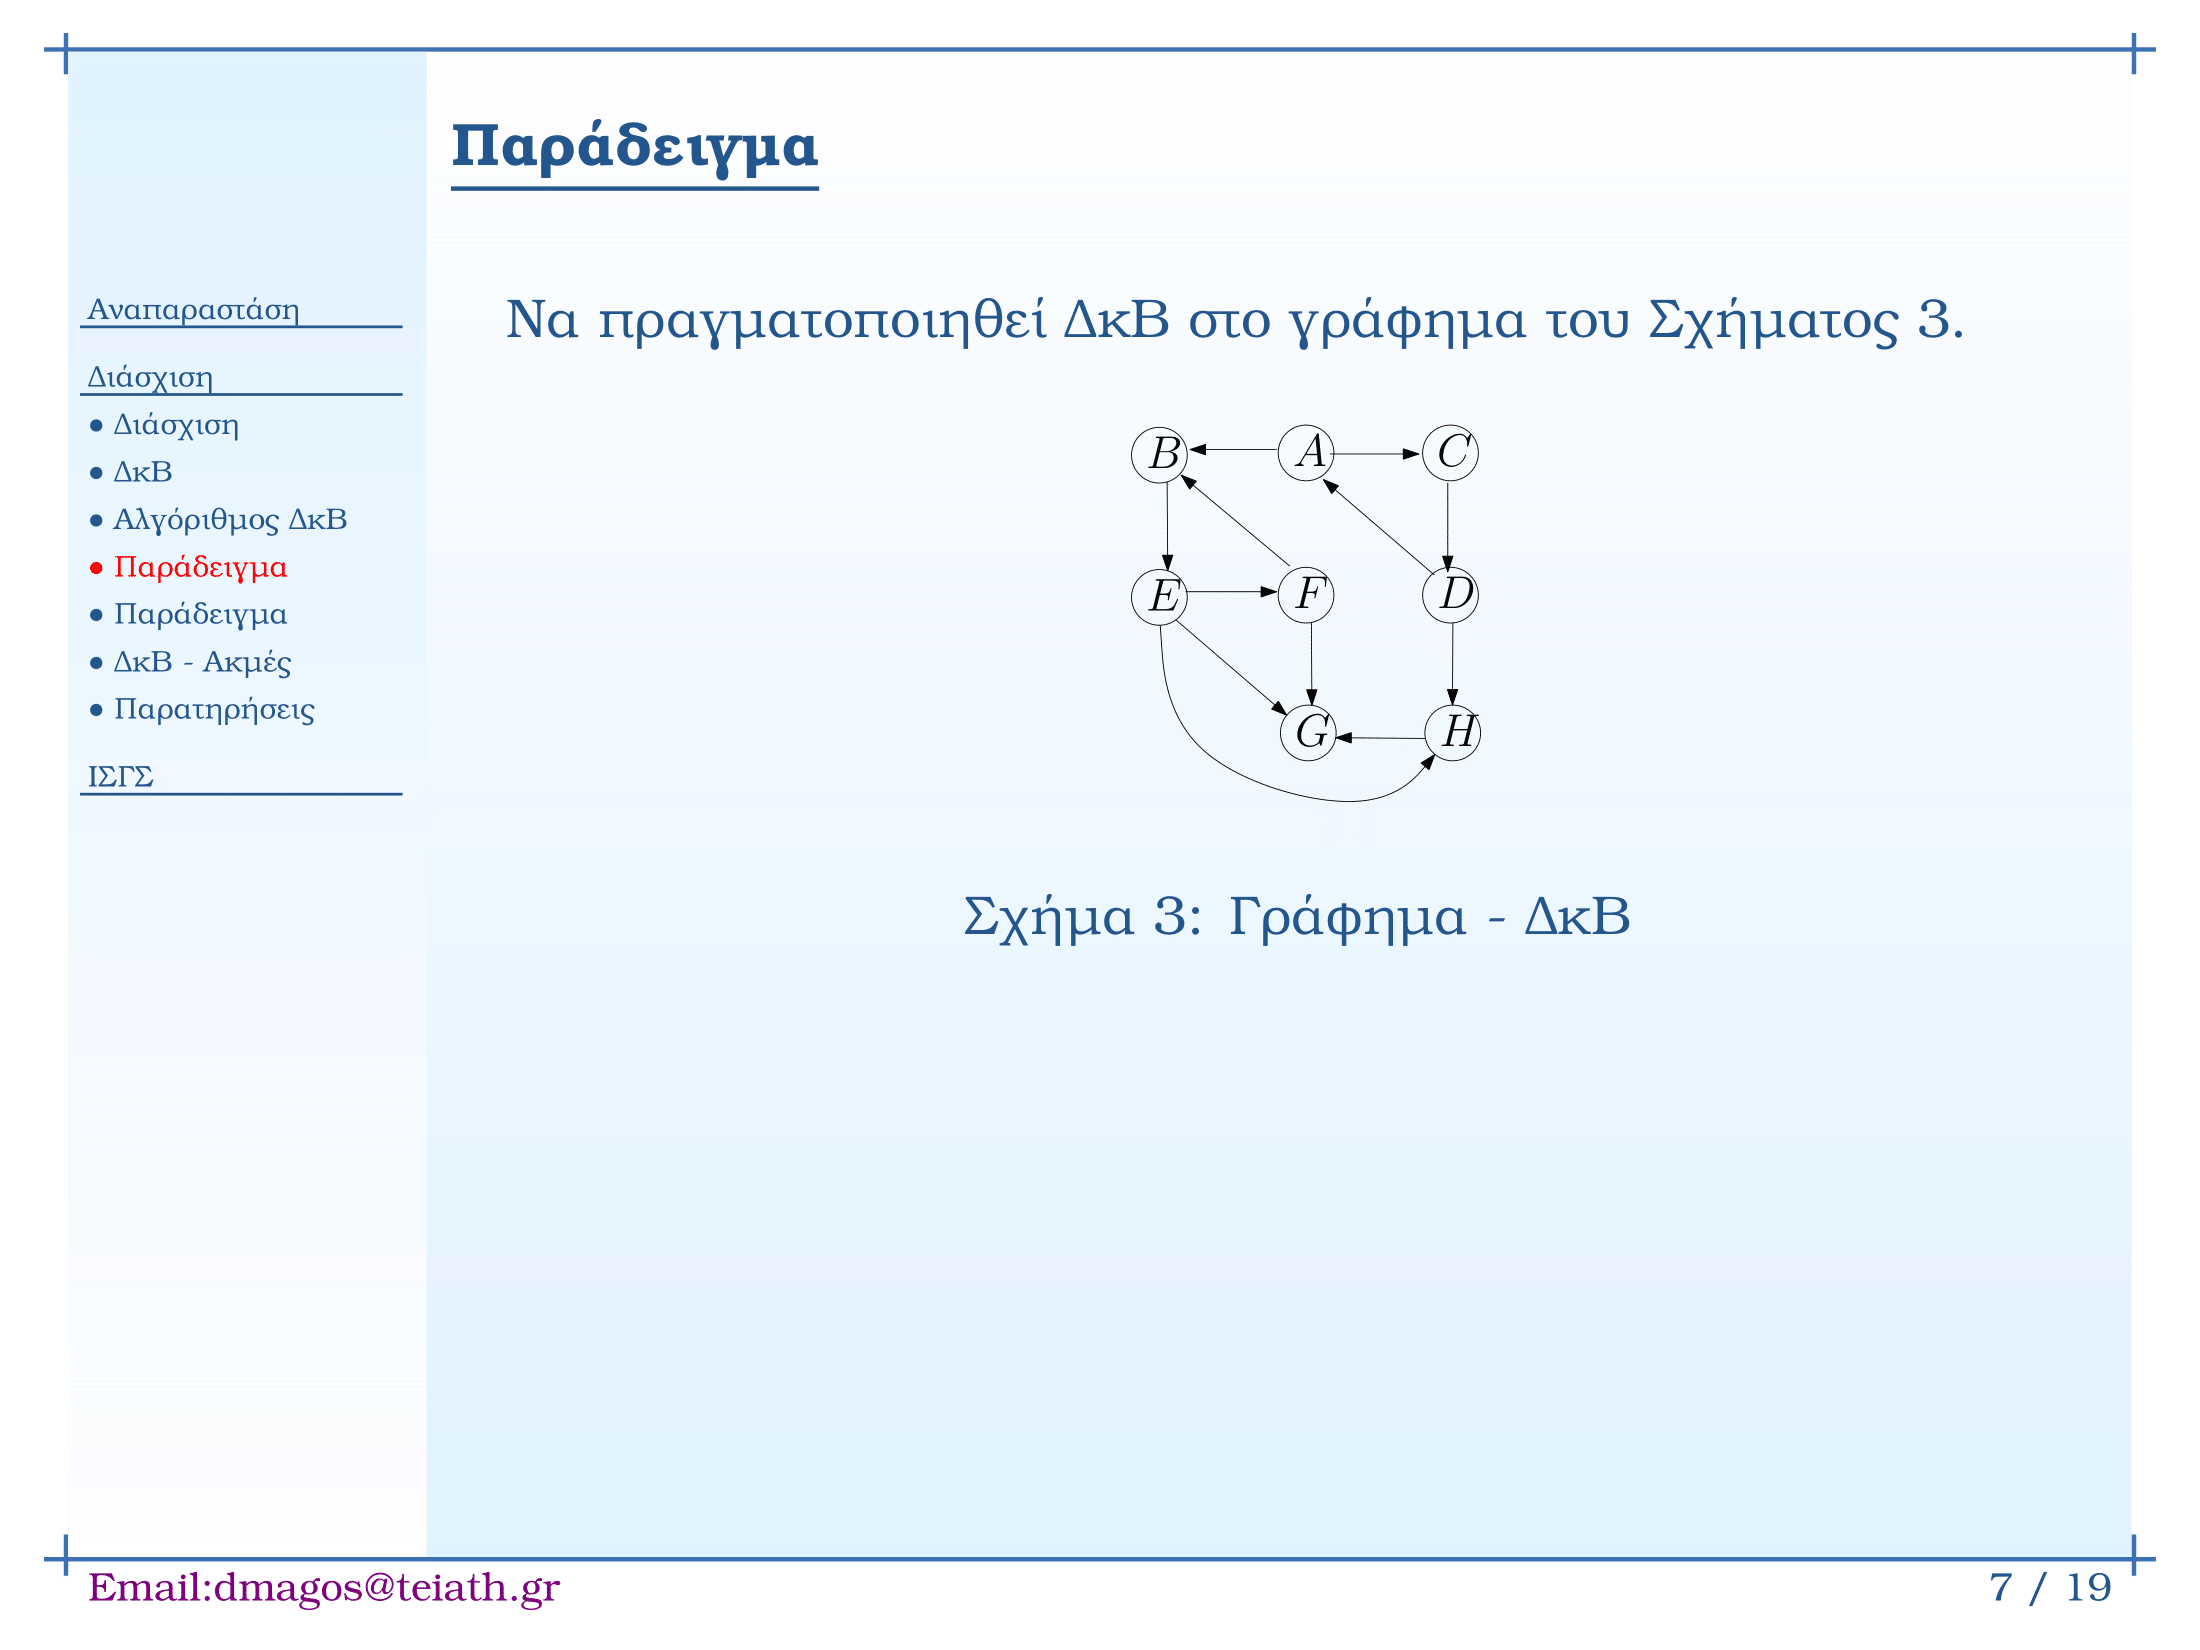 Παράδειγμα
Αναπαραστάση
Διάσχιση
• Διάσχιση
• ΔκΒ
• Αλγόριθμος ΔκΒ
• Παράδειγμα
• Παράδειγμα
• ΔκΒ - Ακμές
• Παρατηρήσεις
ΙΣΓΣ
Να πραγματοποιηθεί ΔκΒ στο γράφημα του Σχήματος 3.
B A C
E F D
G H
Σχήμα 3: Γράφημα - ΔκΒ
Email:dmagos@teiath.gr
7 / 19